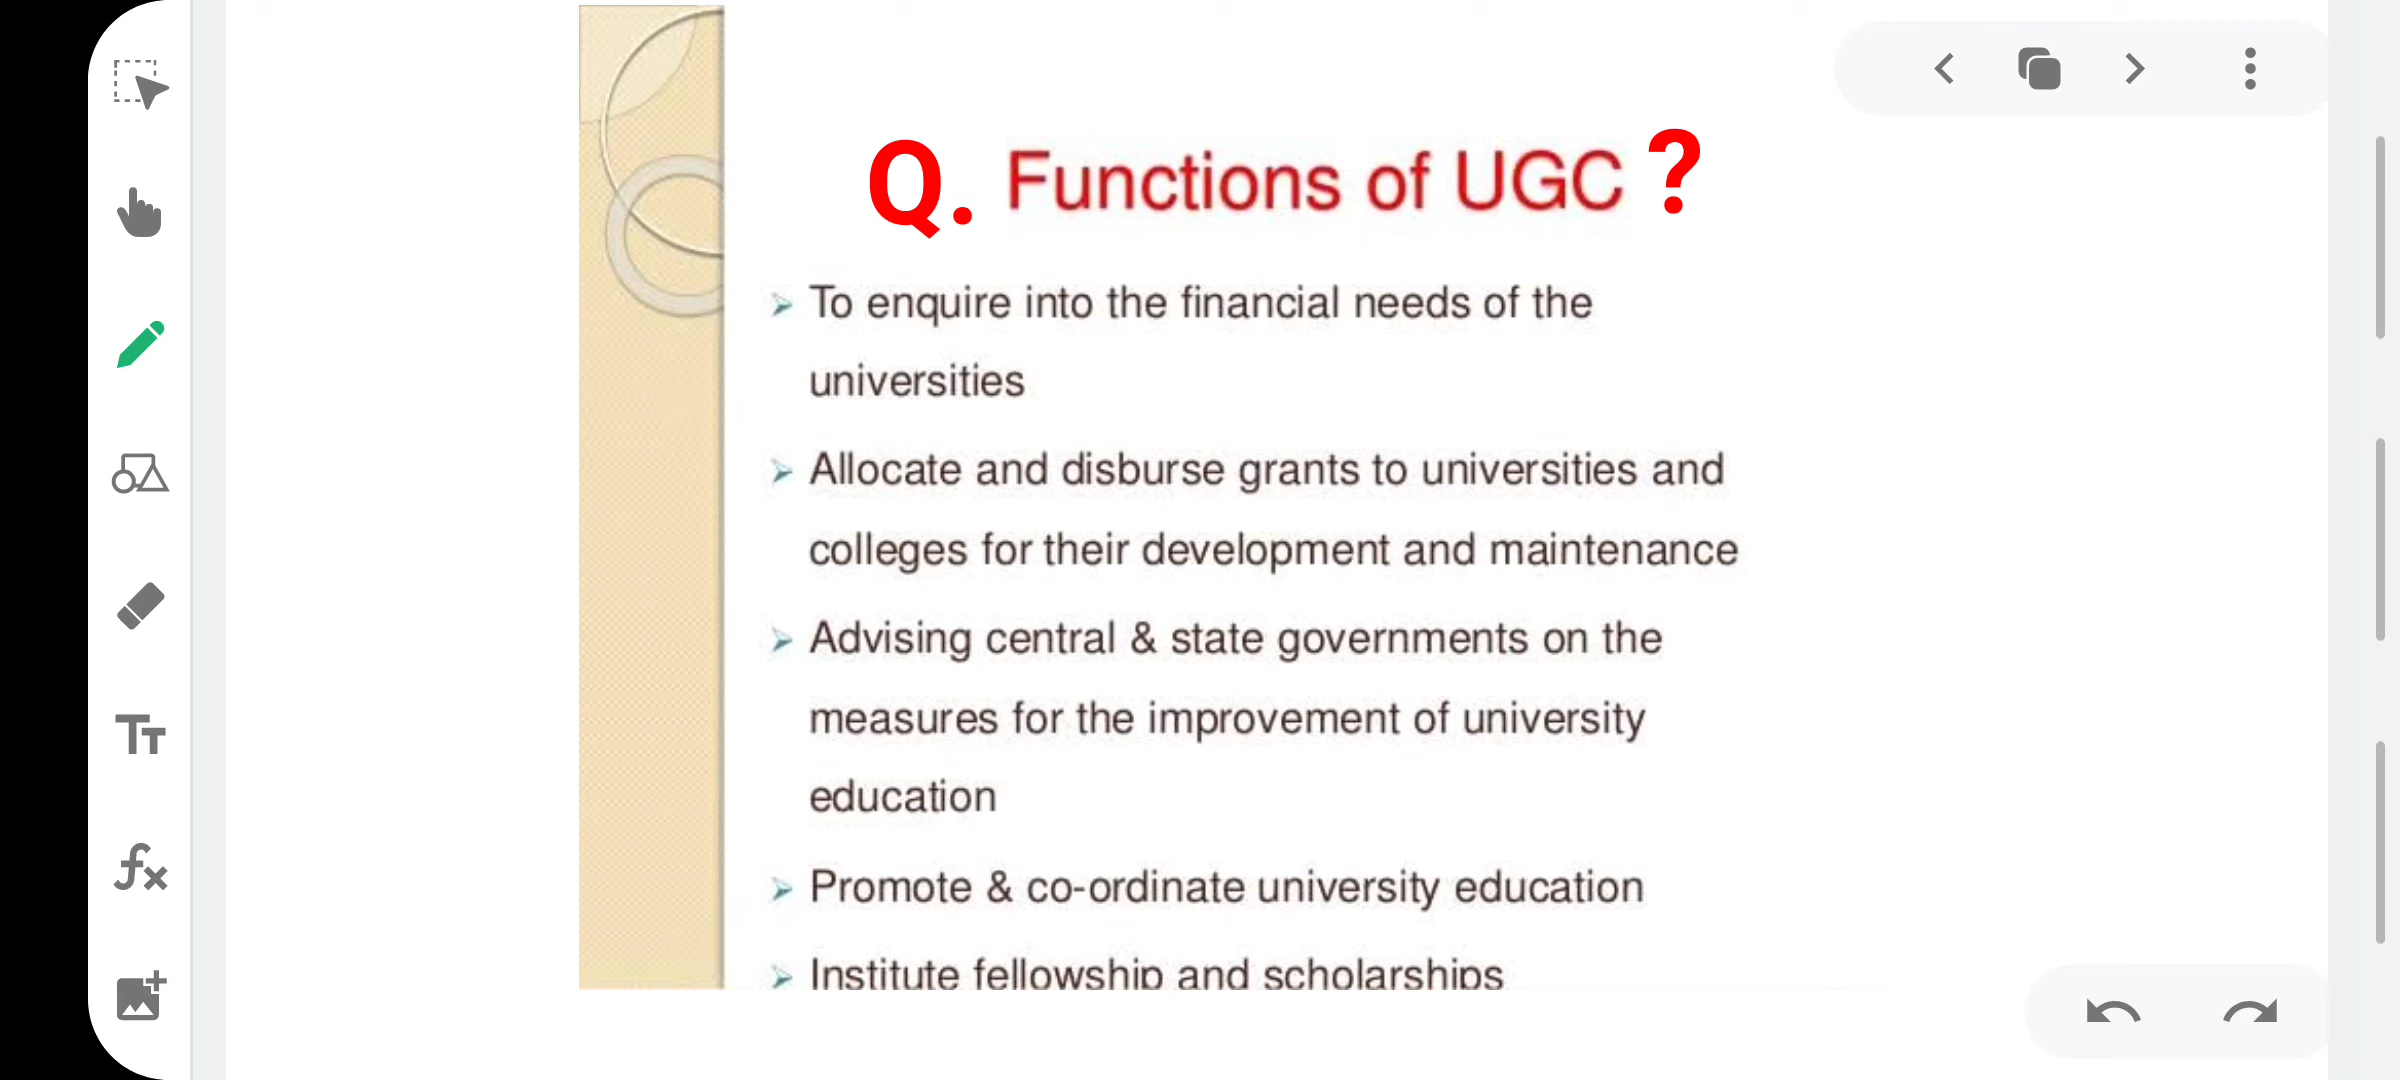 Q. Functions of UGC ?
➢ To enquire into the financial needs of the
universities
➢ Allocate and disburse grants to universities and
colleges for their development and maintenance
➢ Advising central & state governments on the
measures for the improvement of university
education
➢ Promote & co-ordinate university education
➢ Institute fellowship and scholarships
TT
fx